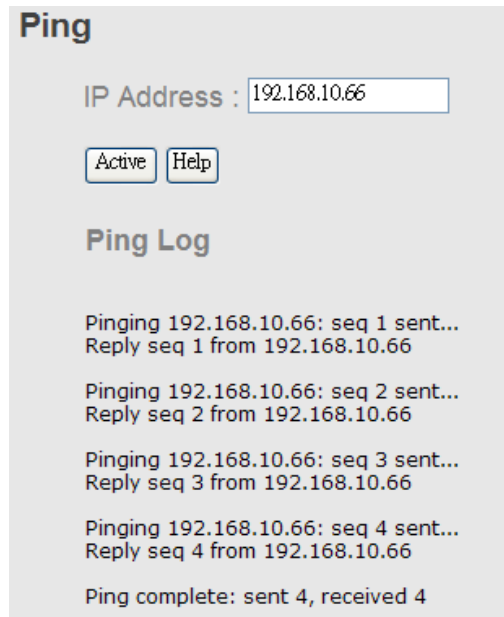 Ping
IP Address : 192.168.10.66
Active Help
Ping Log
Pinging 192.168.10.66: seq 1 sent...
Reply seq 1 from 192.168.10.66
Pinging 192.168.10.66: seq 2 sent...
Reply seq 2 from 192.168.10.66
Pinging 192.168.10.66: seq 3 sent...
Reply seq 3 from 192.168.10.66
Pinging 192.168.10.66: seq 4 sent...
Reply seq 4 from 192.168.10.66
Ping complete: sent 4, received 4